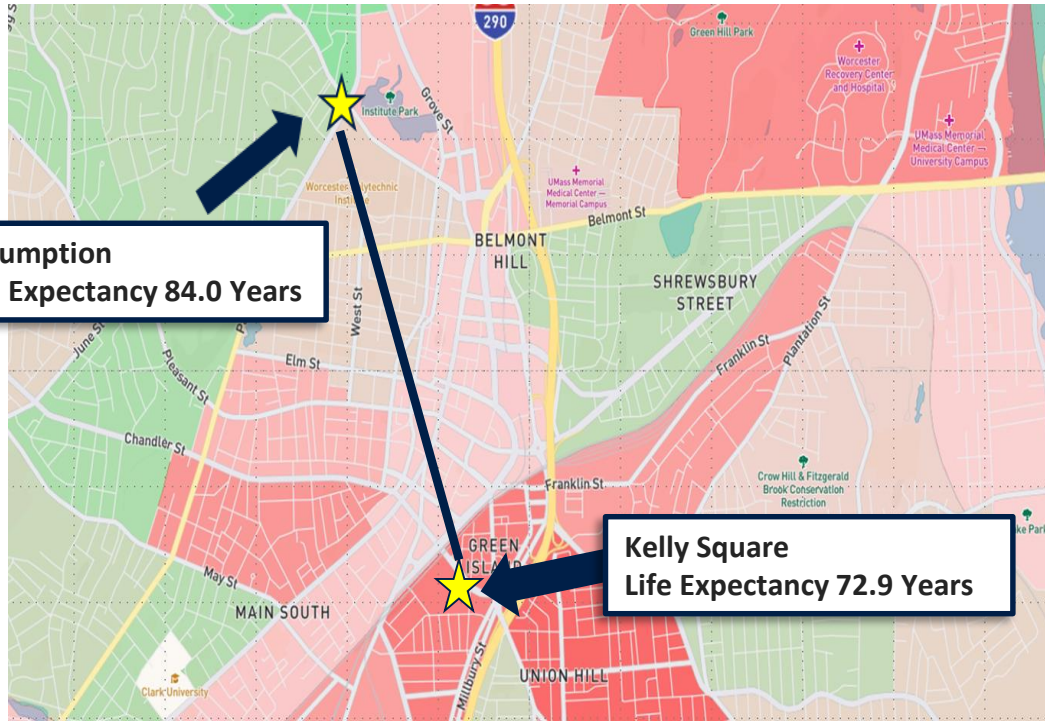 290
Green Hill Park
Worcester
Recovery Center
and Hospital
Institute Park
Grove St
UMass Memorial
Medical Center —
University Campus
UMass Memorial
Medical Center —
Memorial Campus
Worcester Polytechnic
Belmont St
umption
Expectancy 84.0 Years
BELMONT
HILL
SHREWSBURY
STREET
June St
West St
Pleasant St
Elm St
Franklin St
Plantation St
Chandler St
Franklin St
Crow Hill & Fitzgerald
Brook Conservation
Restriction
ke Park
GREEN
ISLAND
Kelly Square
Life Expectancy 72.9 Years
May St
MAIN SOUTH
Millbury St
UNION HILL
Clark University